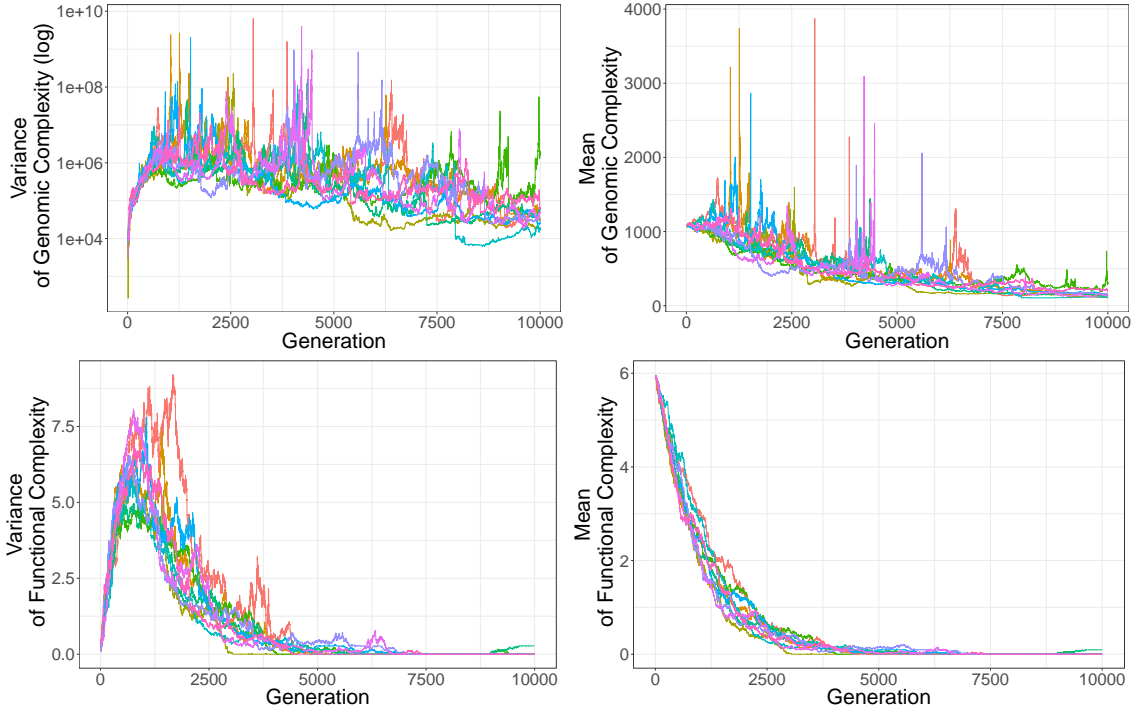 Variance
of Genomic Complexity (log)
1e+10
1e+08
1e+06
1e+04
0
2500
5000
7500
10000
Generation
Mean
of Genomic Complexity
4000
3000
2000
1000
0
0
2500
5000
7500
10000
Generation
Variance
of Functional Complexity
7.5
5.0
2.5
0.0
0
2500
5000
7500
10000
Generation
Mean
of Functional Complexity
6
4
2
0
0
2500
5000
7500
10000
Generation